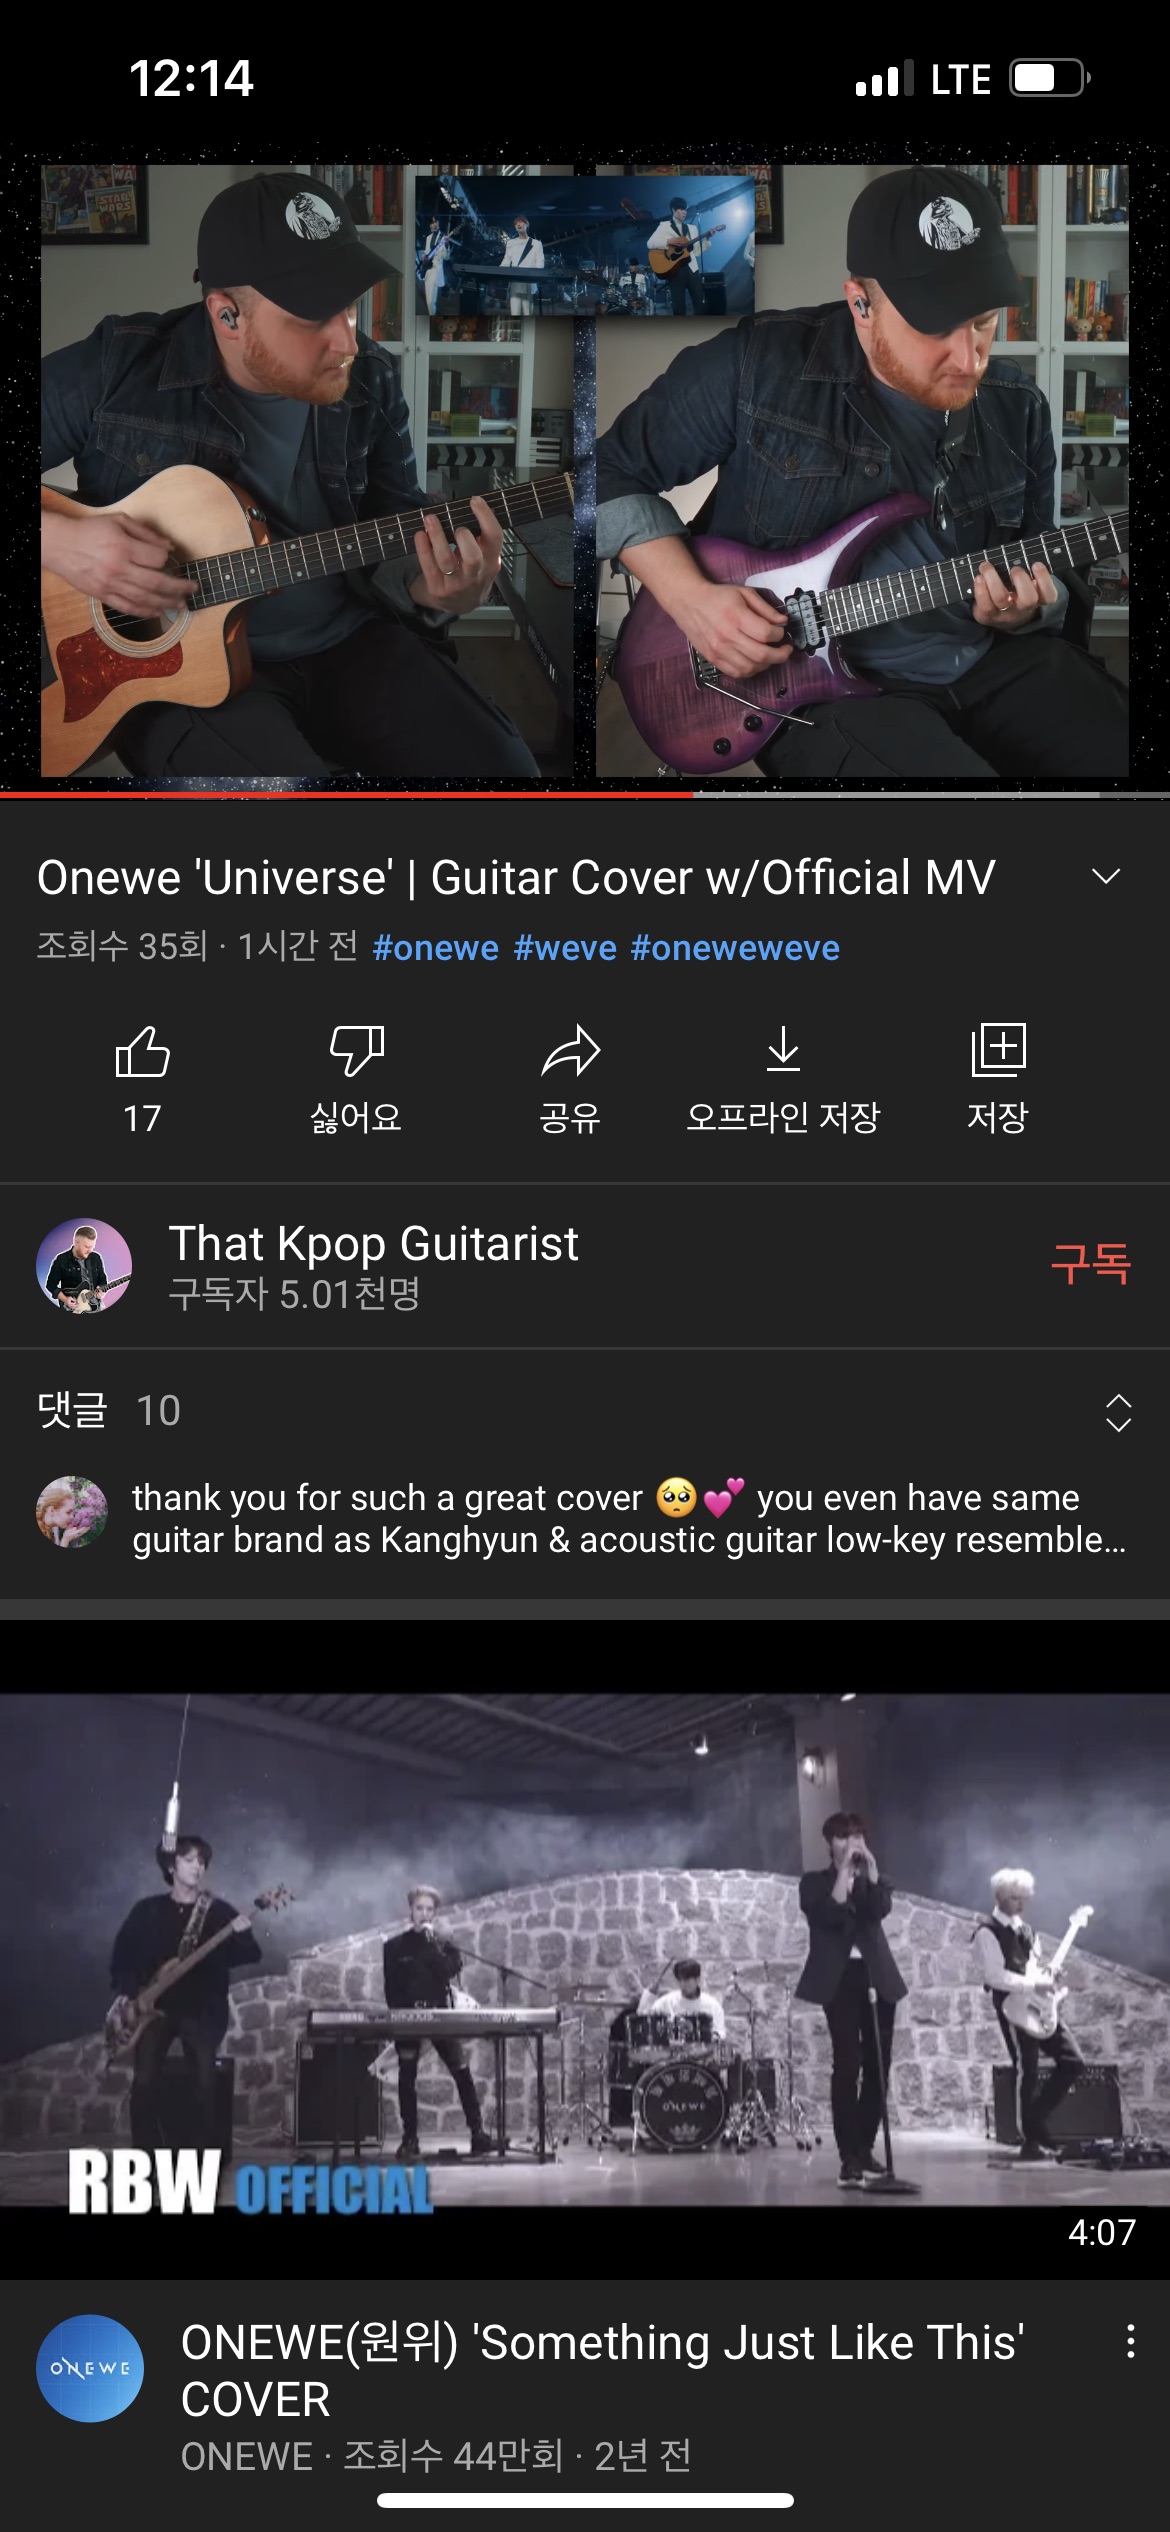 12:14 LTE
STAR WARS
Onewe 'Universe' | Guitar Cover w/Official MV
조회수 35회 · 1시간 전 #onewe #weve #oneweweve
17 싫어요 공유 오프라인 저장 저장
That Kpop Guitarist
구독자 5.01천명
구독
댓글 10
thank you for such a great cover 🥺💕 you even have same
guitar brand as Kanghyun & acoustic guitar low-key resemble...
ONEWE
RBW OFFICIAL
4:07
ONEWE
ONEWE(원위) 'Something Just Like This'
COVER
ONEWE · 조회수 44만회 · 2년 전